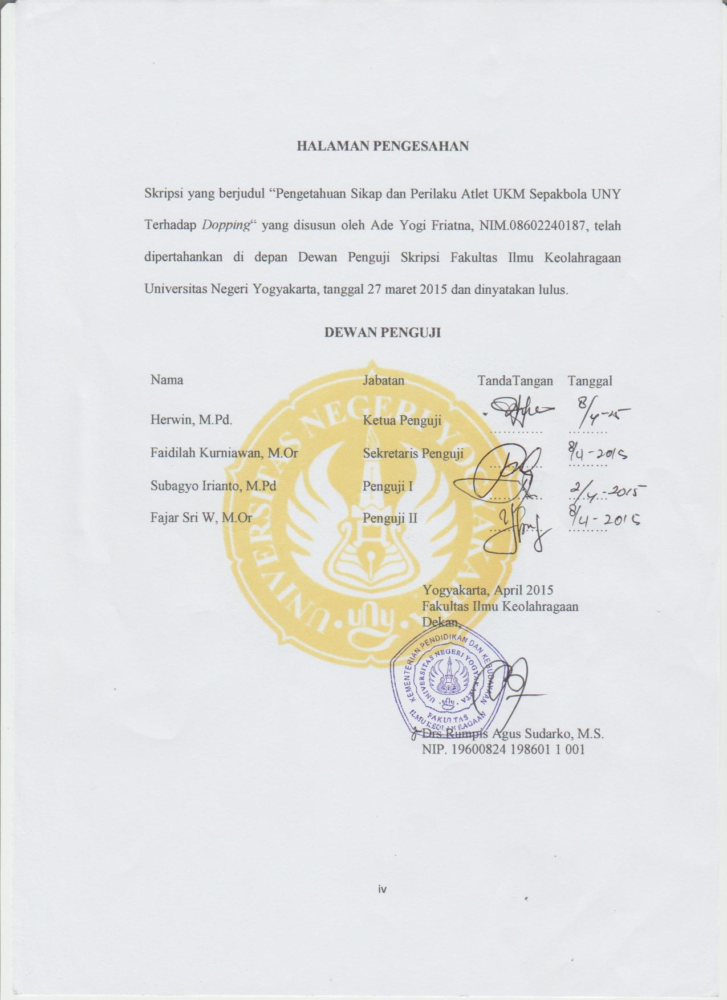 HALAMAN PENGESAHAN
Skripsi yang berjudul “Pengetahuan Sikap dan Perilaku Atlet UKM Sepakbola UNY
Terhadap Dopping“ yang disusun oleh Ade Yogi Friatna, NIM.08602240187, telah
dipertahankan di depan Dewan Penguji Skripsi Fakultas Ilmu Keolahragaan
Universitas Negeri Yogyakarta, tanggal 27 maret 2015 dan dinyatakan lulus.
DEWAN PENGUJI
Nama Jabatan TandaTangan Tanggal
Herwin, M.Pd. Ketua Penguji ............ 8/4-15
Faidilah Kurniawan, M.Or Sekretaris Penguji ............ 8/4-2015
Subagyo Irianto, M.Pd Penguji I ............ 2/4-2015
Fajar Sri W, M.Or Penguji II ............ 8/4-2015
UNIVERSITAS NEGERI YOGYAKARTA
uny
Yogyakarta, April 2015
Fakultas Ilmu Keolahragaan
Dekan,
KEMENTERIAN PENDIDIKAN DAN KEBUDAYAAN
UNIVERSITAS NEGERI YOGYAKARTA
uny
FAKULTAS
ILMU KEOLAHRAGAAN
Drs.Rumpis Agus Sudarko, M.S.
NIP. 19600824 198601 1 001
iv